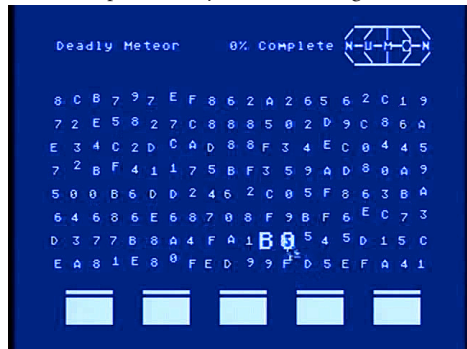 Deadly Meteor 0% Complete N-U-M-O-N
8 C B 7 9 7 E F 8 6 2 A 2 6 5 6 2 C 1 9
7 2 E 5 8 2 7 C 8 8 8 5 0 2 D 9 C 8 6 A
E 3 4 C 2 D C A D 8 8 F 3 4 E C 0 4 4 5
7 2 B F 4 1 1 7 5 B F 3 5 9 A D 8 0 A 9
5 0 0 B 6 D D 2 4 6 2 C 0 5 F 8 6 3 B A
6 4 6 8 6 E 6 8 7 0 8 F 9 B F 6 E C 7 3
D 3 7 7 B 8 A 4 F A 1 B 0 5 4 5 D 1 5 C
E A 8 1 E 8 0 F E D 9 9 F D 5 E F A 4 1